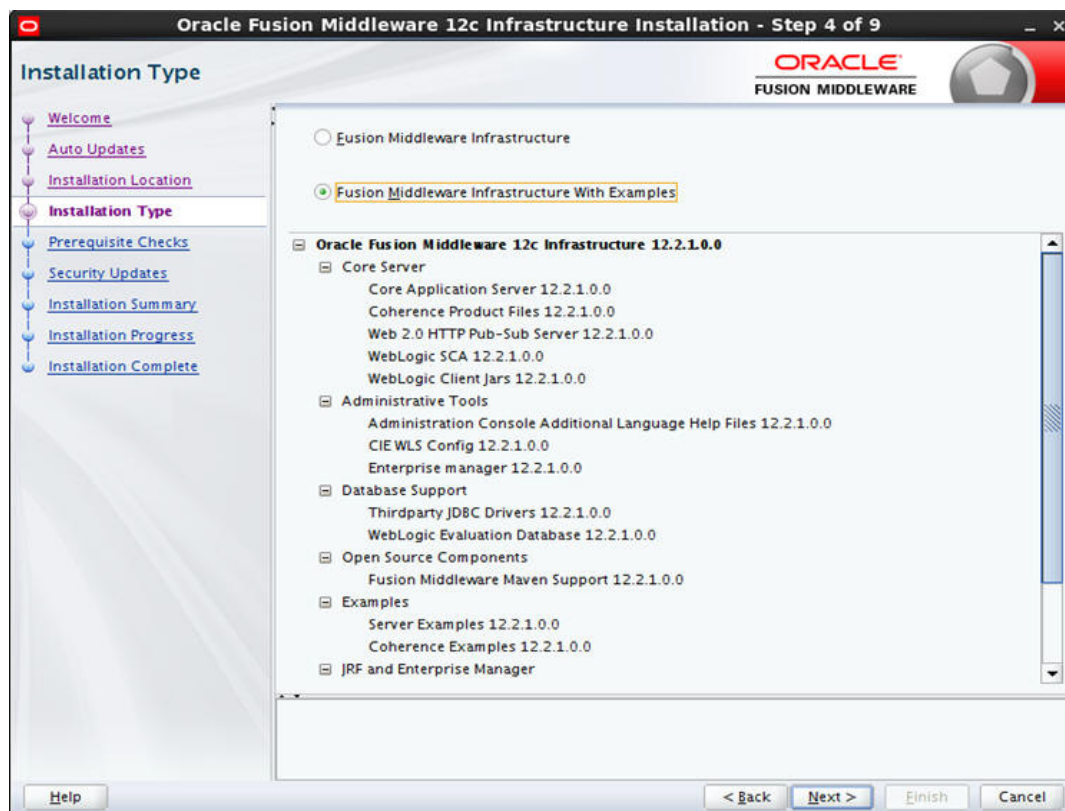 Oracle Fusion Middleware 12c Infrastructure Installation - Step 4 of 9
Installation Type
ORACLE
FUSION MIDDLEWARE
Welcome
Auto Updates
Installation Location
Installation Type
Prerequisite Checks
Security Updates
Installation Summary
Installation Progress
Installation Complete
Fusion Middleware Infrastructure
Fusion Middleware Infrastructure With Examples
Oracle Fusion Middleware 12c Infrastructure 12.2.1.0.0
Core Server
Core Application Server 12.2.1.0.0
Coherence Product Files 12.2.1.0.0
Web 2.0 HTTP Pub-Sub Server 12.2.1.0.0
WebLogic SCA 12.2.1.0.0
WebLogic Client Jars 12.2.1.0.0
Administrative Tools
Administration Console Additional Language Help Files 12.2.1.0.0
CIE WLS Config 12.2.1.0.0
Enterprise manager 12.2.1.0.0
Database Support
Thirdparty JDBC Drivers 12.2.1.0.0
WebLogic Evaluation Database 12.2.1.0.0
Open Source Components
Fusion Middleware Maven Support 12.2.1.0.0
Examples
Server Examples 12.2.1.0.0
Coherence Examples 12.2.1.0.0
JRF and Enterprise Manager
Help
< Back
Next >
Finish
Cancel